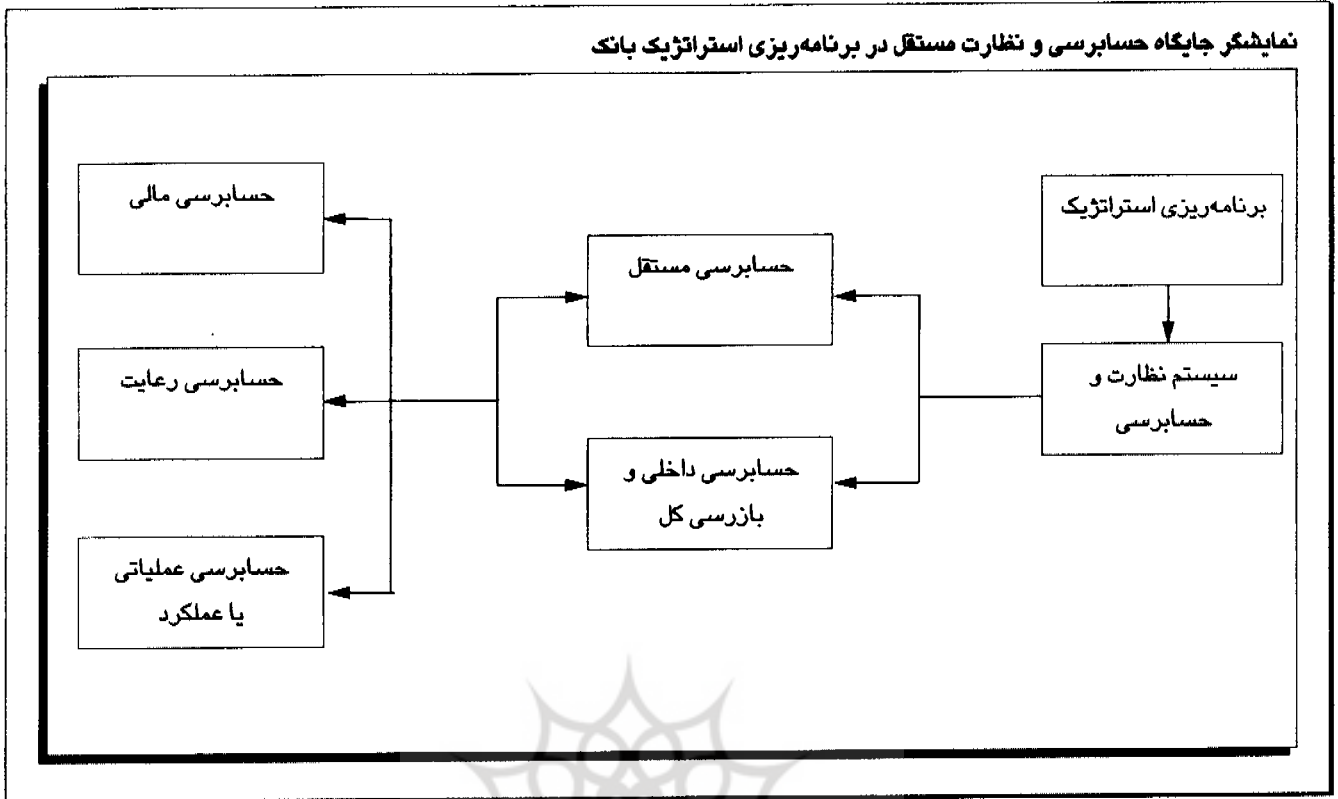 نمایشگر جایگاه حسابرسی و نظارت مستقل در برنامه‌ریزی استراتژیک بانک
برنامه‌ریزی استراتژیک
سیستم نظارت و
حسابرسی
حسابرسی مستقل
حسابرسی داخلی و
بازرسی کل
حسابرسی مالی
حسابرسی رعایت
حسابرسی عملیاتی
یا عملکرد